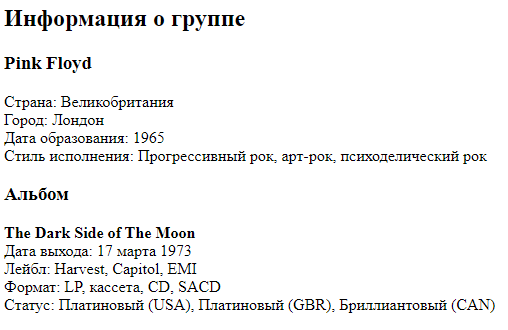 Информация о группе
Pink Floyd
Страна: Великобритания
Город: Лондон
Дата образования: 1965
Стиль исполнения: Прогрессивный рок, арт-рок, психоделический рок
Альбом
The Dark Side of The Moon
Дата выхода: 17 марта 1973
Лейбл: Harvest, Capitol, EMI
Формат: LP, кассета, CD, SACD
Статус: Платиновый (USA), Платиновый (GBR), Бриллиантовый (CAN)